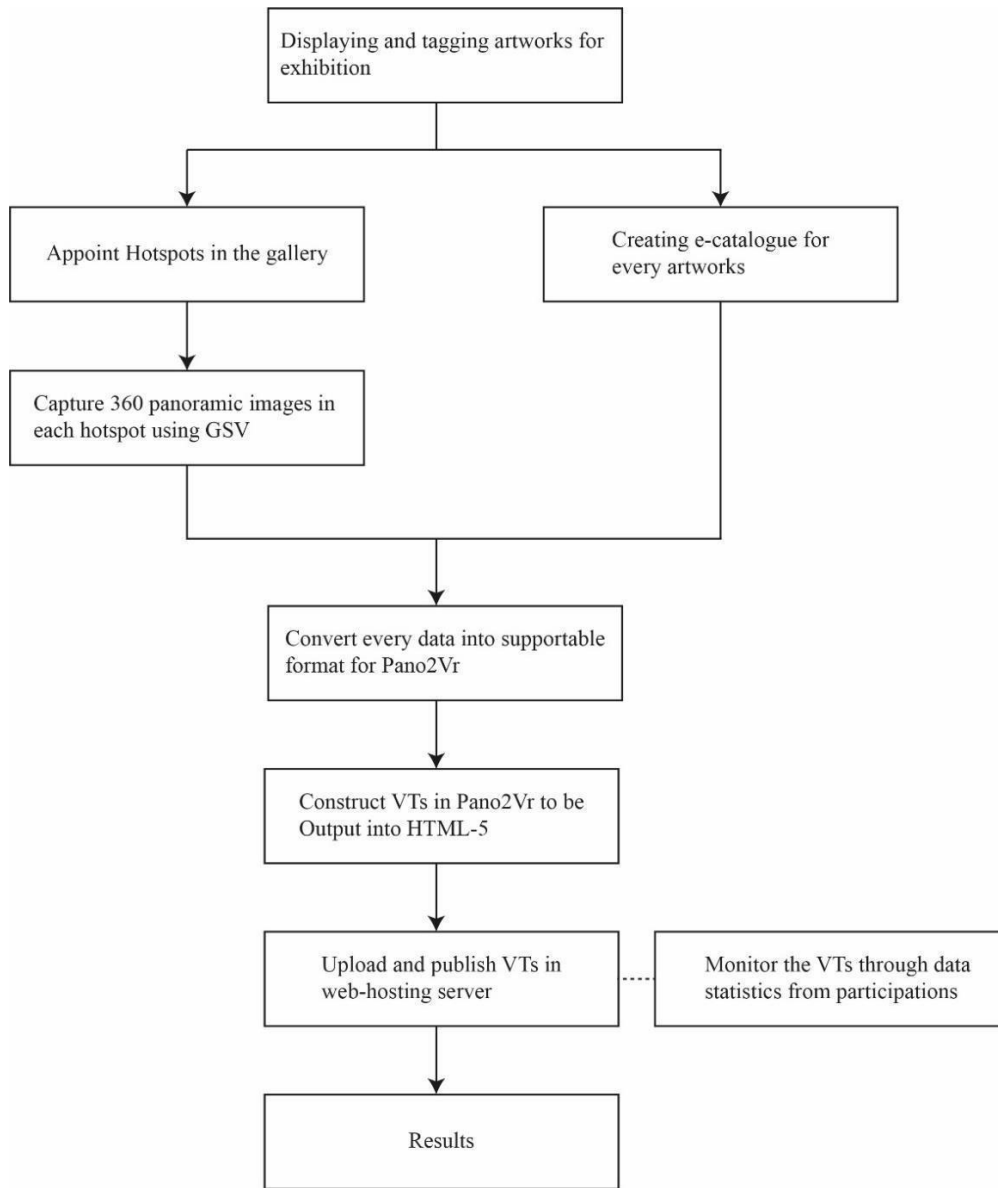 Displaying and tagging artworks for
exhibition
Appoint Hotspots in the gallery
Creating e-catalogue for
every artworks
Capture 360 panoramic images in
each hotspot using GSV
Convert every data into supportable
format for Pano2Vr
Construct VTs in Pano2Vr to be
Output into HTML-5
Upload and publish VTs in
web-hosting server
Monitor the VTs through data
statistics from participations
Results